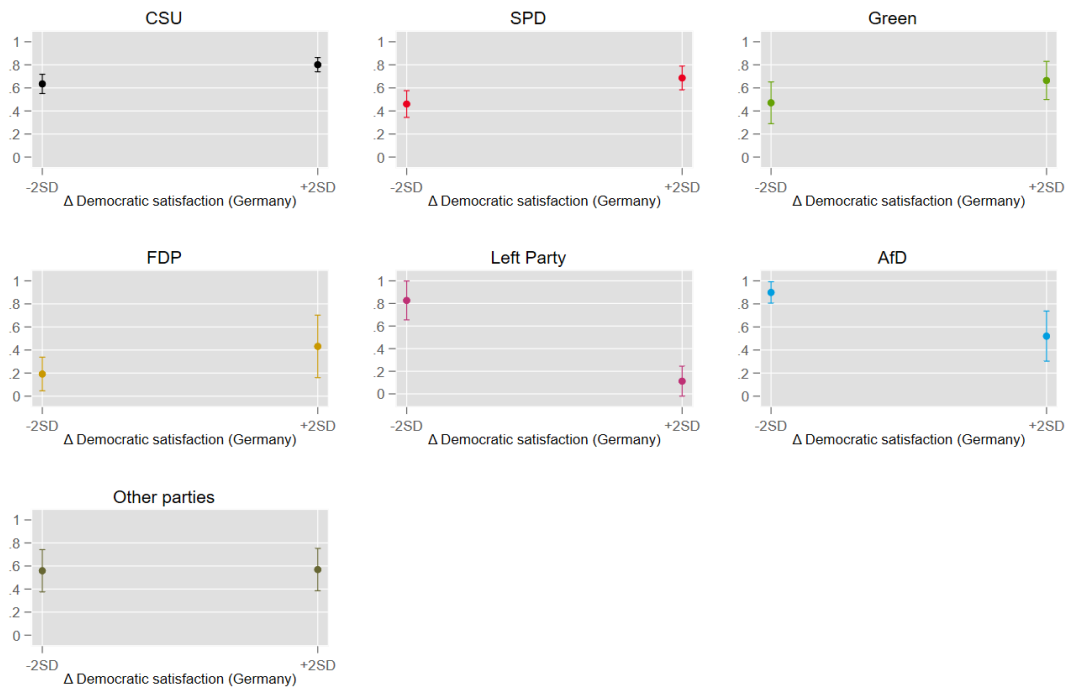 CSU
1
.8
.6
.4
.2
0
-2SD
+2SD
Δ Democratic satisfaction (Germany)
SPD
1
.8
.6
.4
.2
0
-2SD
+2SD
Δ Democratic satisfaction (Germany)
Green
1
.8
.6
.4
.2
0
-2SD
+2SD
Δ Democratic satisfaction (Germany)
FDP
1
.8
.6
.4
.2
0
-2SD
+2SD
Δ Democratic satisfaction (Germany)
Left Party
1
.8
.6
.4
.2
0
-2SD
+2SD
Δ Democratic satisfaction (Germany)
AfD
1
.8
.6
.4
.2
0
-2SD
+2SD
Δ Democratic satisfaction (Germany)
Other parties
1
.8
.6
.4
.2
0
-2SD
+2SD
Δ Democratic satisfaction (Germany)